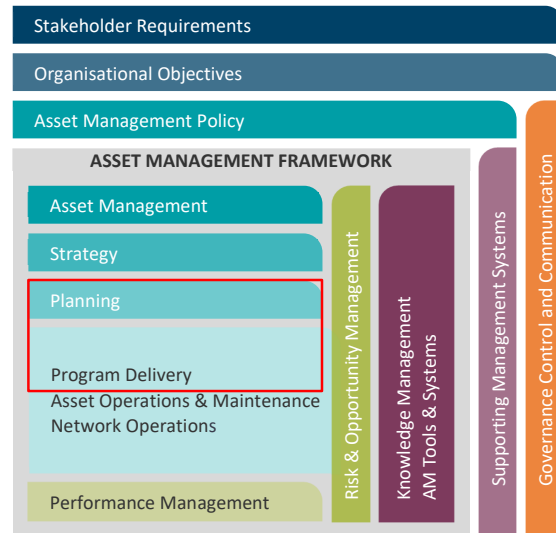 Stakeholder Requirements
Organisational Objectives
Asset Management Policy
ASSET MANAGEMENT FRAMEWORK
Asset Management
Strategy
Planning
Program Delivery
Asset Operations & Maintenance
Network Operations
Performance Management
Risk & Opportunity Management
Knowledge Management
AM Tools & Systems
Supporting Management Systems
Governance Control and Communication